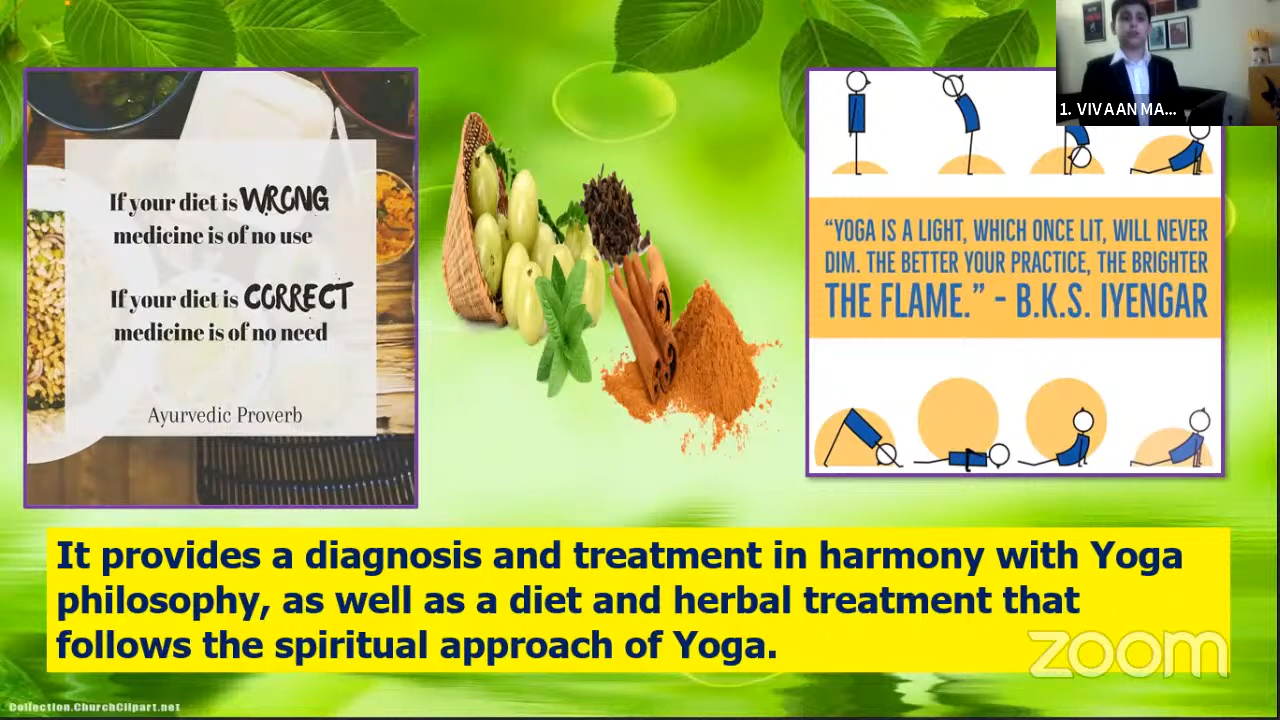 1. VIVAAN MA...
If your diet is WRONG
medicine is of no use
If your diet is CORRECT
medicine is of no need
Ayurvedic Proverb
“YOGA IS A LIGHT, WHICH ONCE LIT, WILL NEVER
DIM. THE BETTER YOUR PRACTICE, THE BRIGHTER
THE FLAME.” - B.K.S. IYENGAR
It provides a diagnosis and treatment in harmony with Yoga
philosophy, as well as a diet and herbal treatment that
follows the spiritual approach of Yoga.
zoom
Collection.ChurchClipart.net